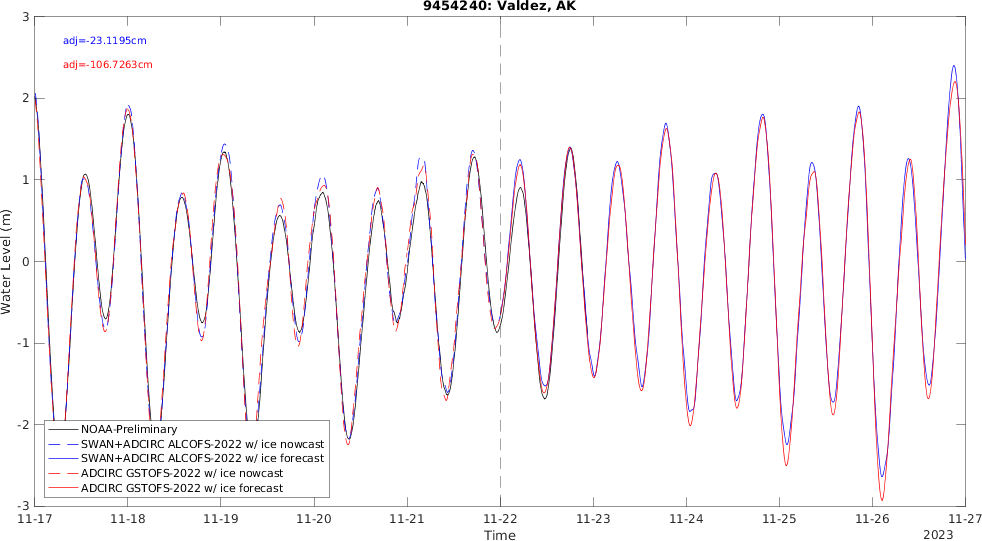 9454240: Valdez, AK
adj=-23.1195cm
adj=-106.7263cm
Water Level (m)
3
2
1
0
-1
-2
-3
NOAA-Preliminary
SWAN+ADCIRC ALCOFS-2022 w/ ice nowcast
SWAN+ADCIRC ALCOFS-2022 w/ ice forecast
ADCIRC GSTOFS-2022 w/ ice nowcast
ADCIRC GSTOFS-2022 w/ ice forecast
11-17 11-18 11-19 11-20 11-21 11-22 11-23 11-24 11-25 11-26 11-27
Time
2023